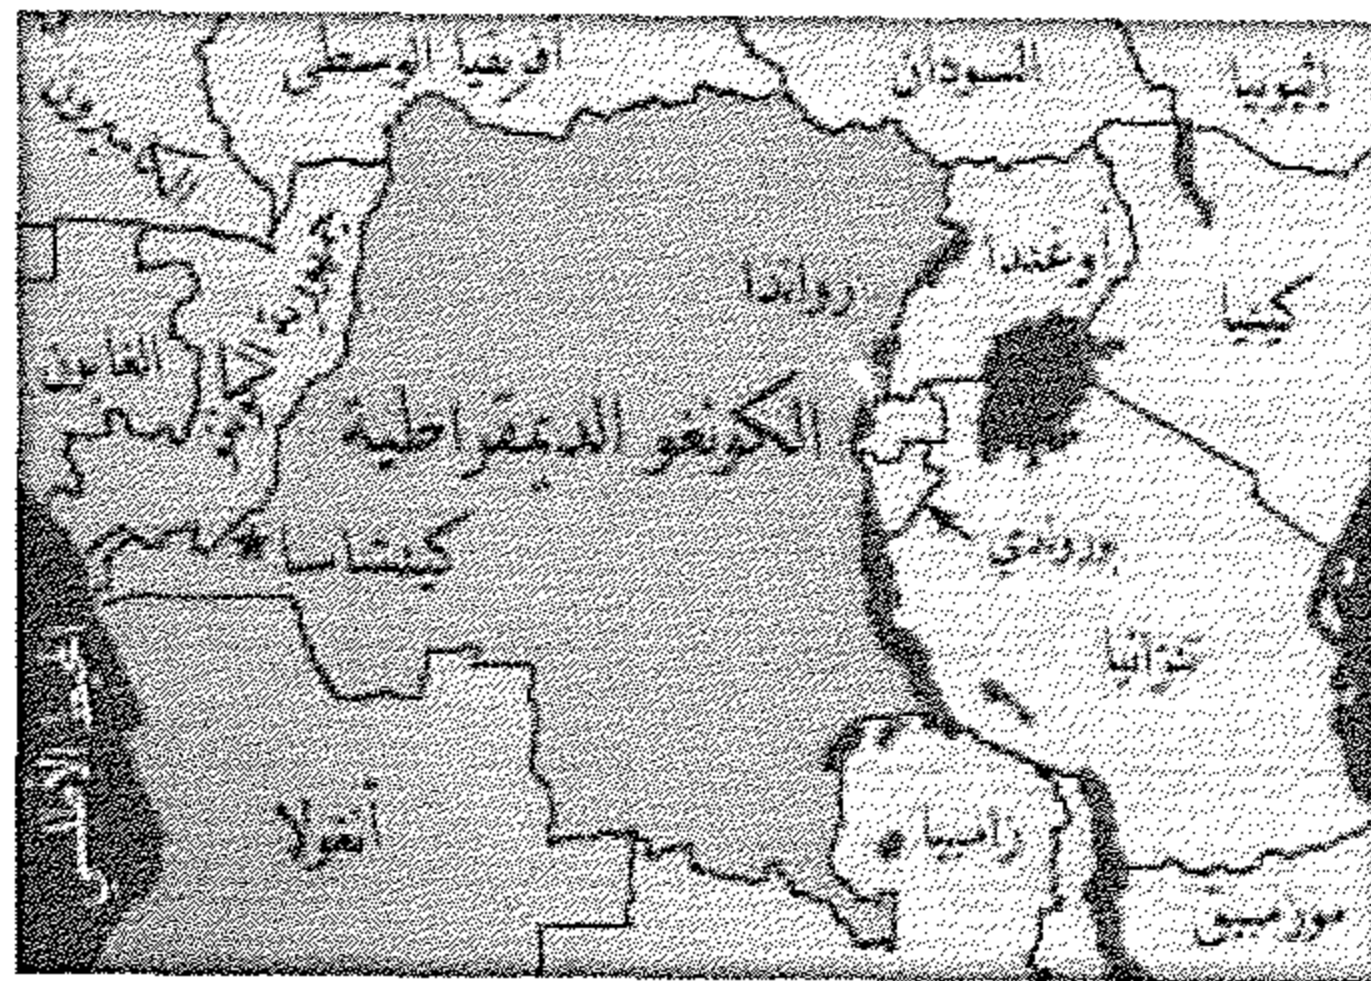 أفريقيا الوسطى
السودان
إثيوبيا
الكاميرون
أوغندا
كينيا
رواندا
الغابون
الكونغو الديمقراطية
كينشاسا
بوروندي
تنزانيا
أنغولا
زامبيا
موزمبيق